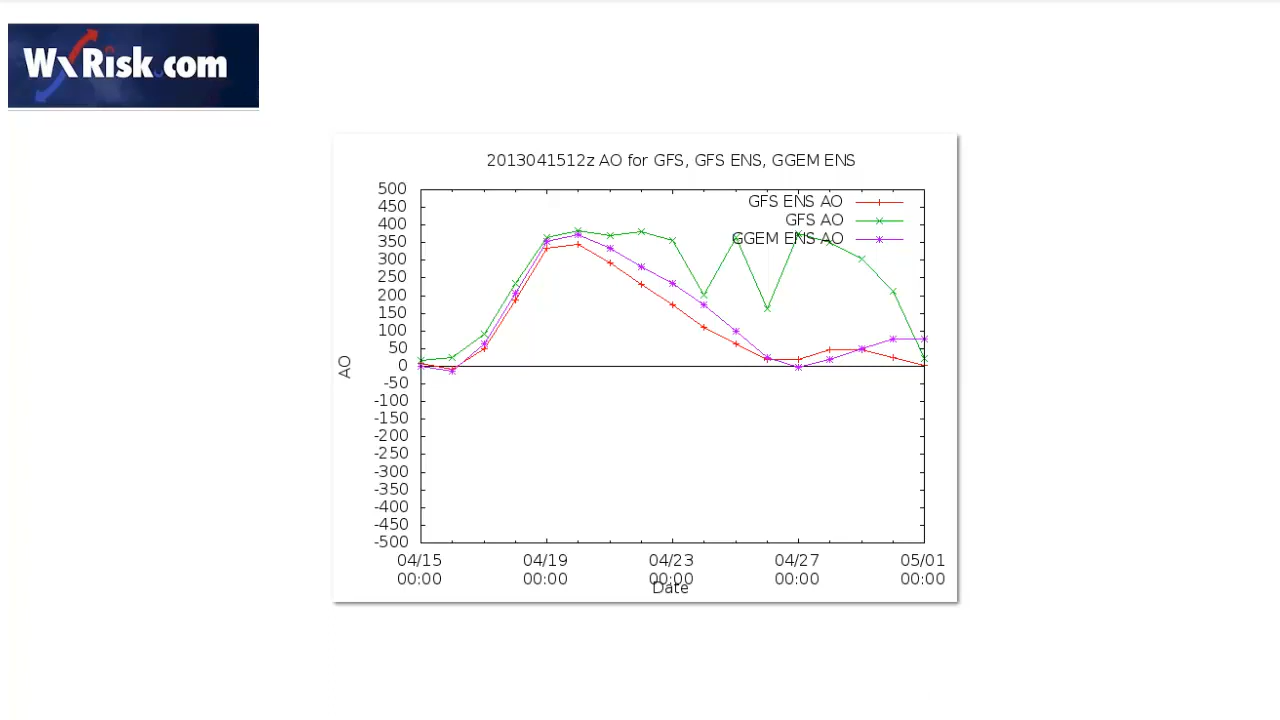 WxRisk.com
2013041512z AO for GFS, GFS ENS, GGEM ENS
500
450
400
350
300
250
200
150
100
50
0
-50
-100
-150
-200
-250
-300
-350
-400
-450
-500
AO
GFS ENS AO
GFS AO
GGEM ENS AO
04/15 04/19 04/23 04/27 05/01
00:00 00:00 00:00 00:00 00:00
Date